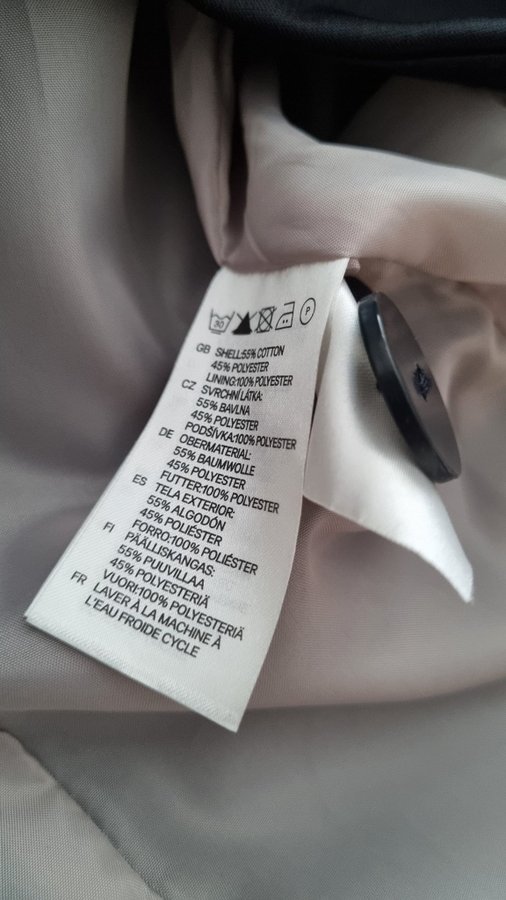 30 P
GB SHELL:55% COTTON
45% POLYESTER
LINING:100% POLYESTER
CZ SVRCHNÍ LÁTKA:
55% BAVLNA
45% POLYESTER
PODŠÍVKA:100% POLYESTER
DE OBERMATERIAL:
55% BAUMWOLLE
45% POLYESTER
FUTTER:100% POLYESTER
ES TELA EXTERIOR:
55% ALGODÓN
45% POLIÉSTER
FORRO:100% POLIÉSTER
FI PÄÄLLISKANGAS:
55% PUUVILLAA
45% POLYESTERIÄ
VUORI:100% POLYESTERIÄ
FR LAVER À LA MACHINE À
L'EAU FROIDE CYCLE